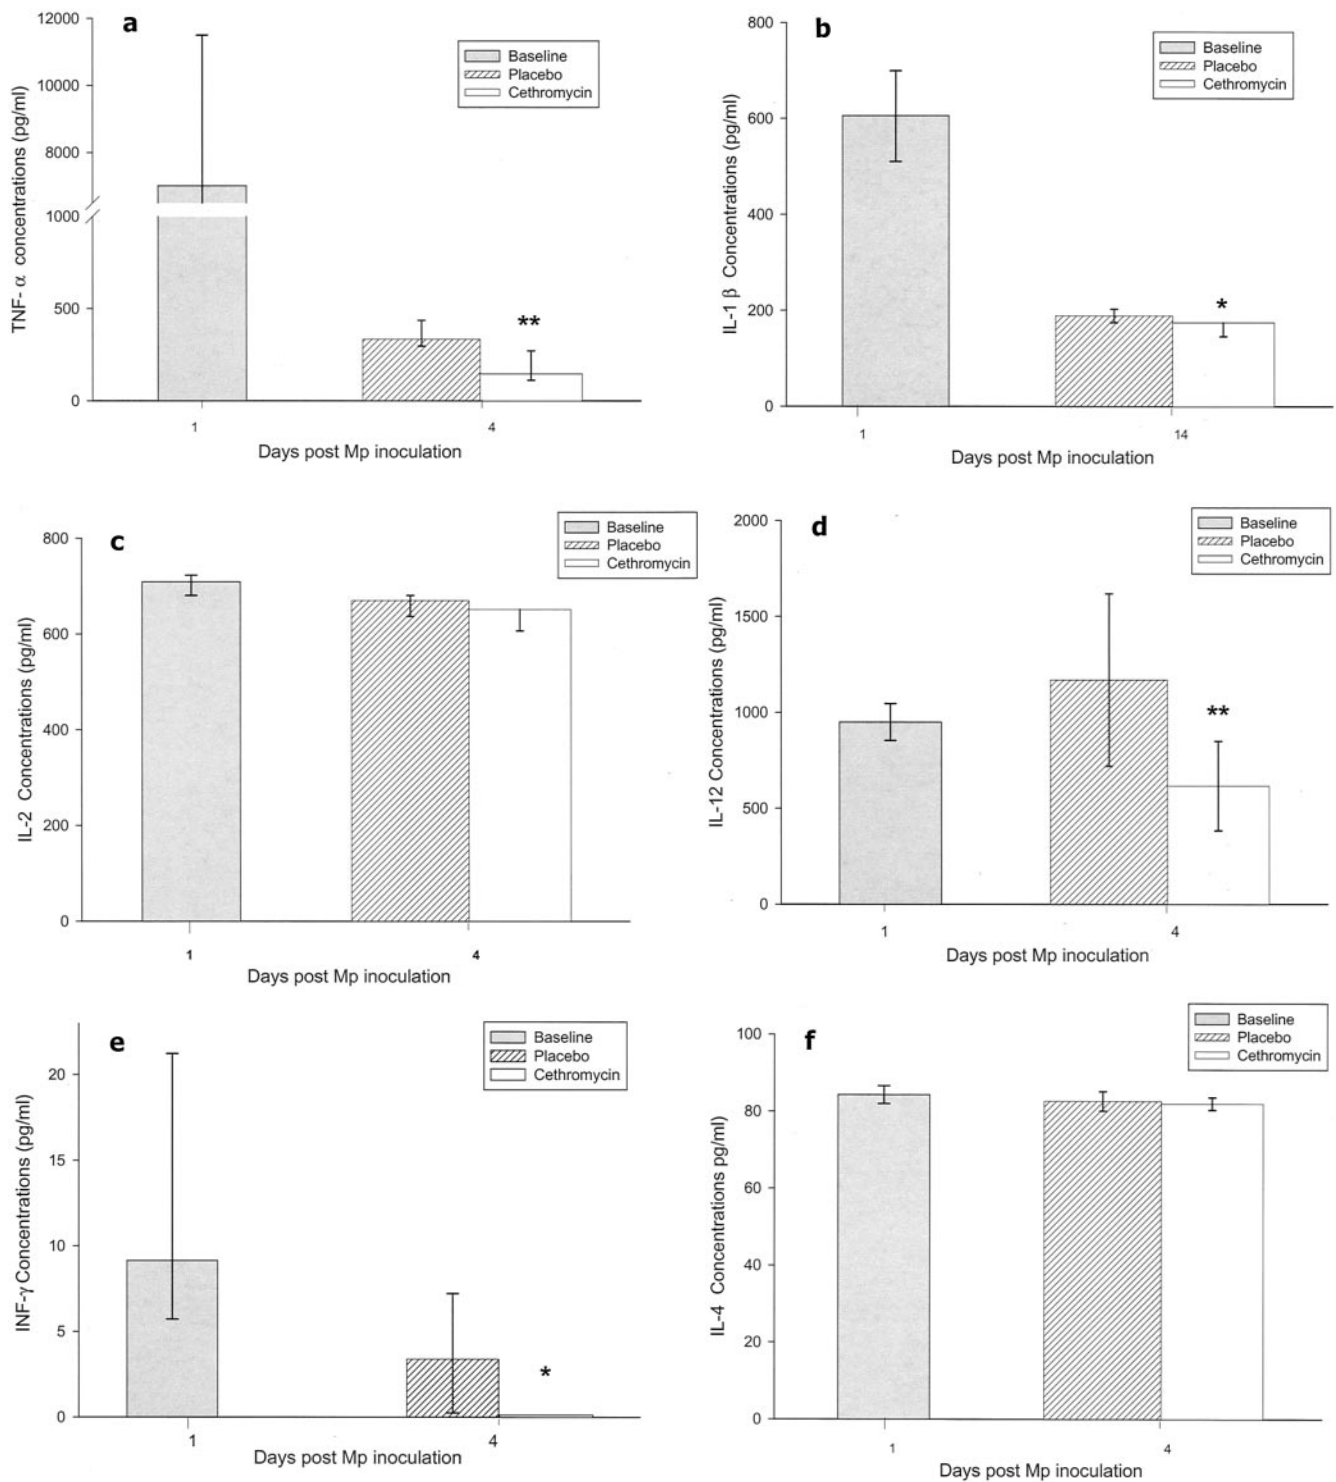 a
TNF- α concentrations (pg/ml)
12000
10000
8000
1000
500
0
Baseline
Placebo
Cethromycin
**
1
4
Days post Mp inoculation
b
IL-1 β Concentrations (pg/ml)
800
600
400
200
0
Baseline
Placebo
Cethromycin
*
1
14
Days post Mp inoculation
c
IL-2 Concentrations (pg/ml)
800
600
400
200
0
Baseline
Placebo
Cethromycin
1
4
Days post Mp inoculation
d
IL-12 Concentrations (pg/ml)
2000
1500
1000
500
0
Baseline
Placebo
Cethromycin
**
1
4
Days post Mp inoculation
e
INF-γ Concentrations (pg/ml)
20
15
10
5
0
Baseline
Placebo
Cethromycin
*
1
4
Days post Mp inoculation
f
IL-4 Concentrations pg/ml)
100
80
60
40
20
0
Baseline
Placebo
Cethromycin
1
4
Days post Mp inoculation